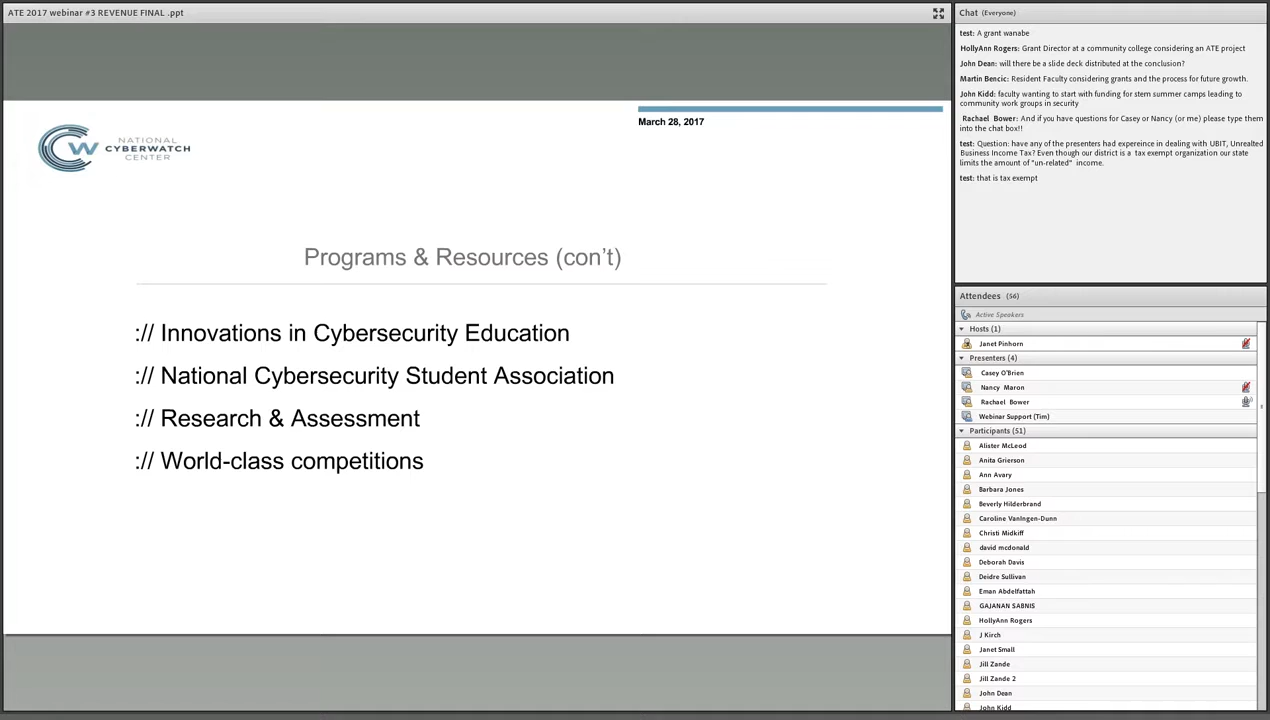 ATE 2017 webinar #3 REVENUE FINAL .ppt
NATIONAL
CYBERWATCH
CENTER
March 28, 2017
Programs & Resources (con’t)
:// Innovations in Cybersecurity Education
:// National Cybersecurity Student Association
:// Research & Assessment
:// World-class competitions
Chat (Everyone)
test: A grant wanabe
HollyAnn Rogers: Grant Director at a community college considering an ATE project
John Dean: will there be a slide deck distributed at the conclusion?
Martin Bencic: Resident Faculty considering grants and the process for future growth.
John Kidd: faculty wanting to start with funding for stem summer camps leading to
community work groups in security
Rachael Bower: And if you have questions for Casey or Nancy (or me) please type them
into the chat box!!
test: Question: have any of the presenters had expereince in dealing with UBIT, Unrealted
Business Income Tax? Even though our district is a tax exempt organization our state
limits the amount of "un-related" income.
test: that is tax exempt
Attendees (56)
Active Speakers
Hosts (1)
Janet Pinhorn
Presenters (4)
Casey O'Brien
Nancy Maron
Rachael Bower
Webinar Support (Tim)
Participants (51)
Alister McLeod
Anita Grierson
Ann Avary
Barbara Jones
Beverly Hilderbrand
Caroline VanIngen-Dunn
Christi Midkiff
david mcdonald
Deborah Davis
Deidre Sullivan
Eman Abdelfattah
GAJANAN SABNIS
HollyAnn Rogers
J Kirch
Janet Small
Jill Zande
Jill Zande 2
John Dean
John Kidd